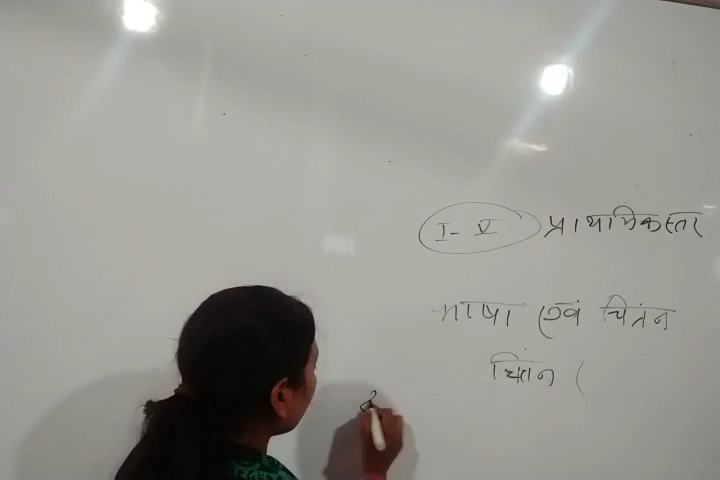 I - V प्राथमिकस्तर
भाषा एवं चितंन
चिंतन (